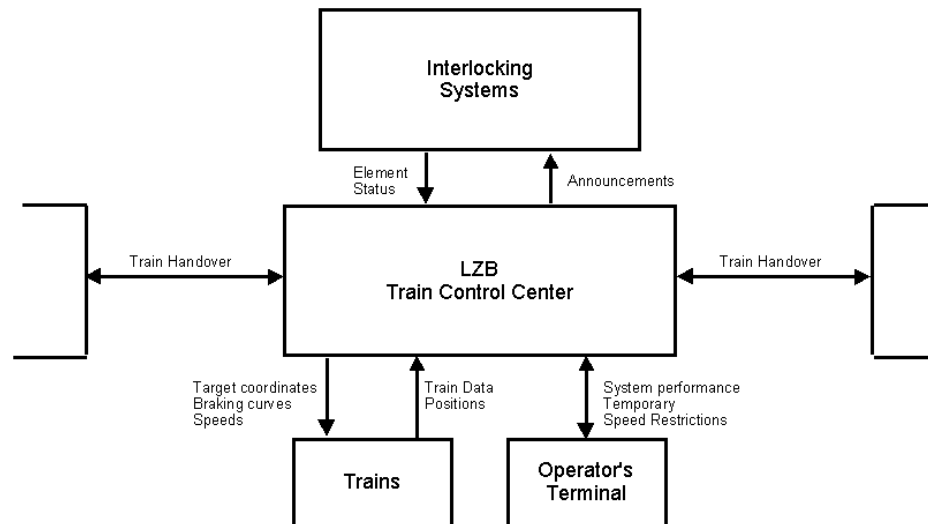 Interlocking
Systems
Element
Status
Announcements
Train Handover
LZB
Train Control Center
Train Handover
Target coordinates
Braking curves
Speeds
Train Data
Positions
System performance
Temporary
Speed Restrictions
Trains
Operator's
Terminal